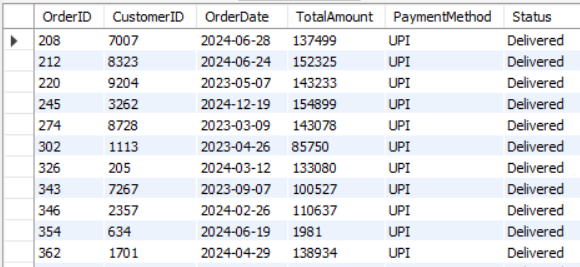 OrderID CustomerID OrderDate TotalAmount PaymentMethod Status
208 7007 2024-06-28 137499 UPI Delivered
212 8323 2024-06-24 152325 UPI Delivered
220 9204 2023-05-07 143233 UPI Delivered
245 3262 2024-12-19 154899 UPI Delivered
274 8728 2023-03-09 143078 UPI Delivered
302 1113 2023-04-26 85750 UPI Delivered
326 205 2024-03-12 133080 UPI Delivered
343 7267 2023-09-07 100527 UPI Delivered
346 2357 2024-02-26 110637 UPI Delivered
354 634 2024-06-19 1981 UPI Delivered
362 1701 2024-04-29 138934 UPI Delivered